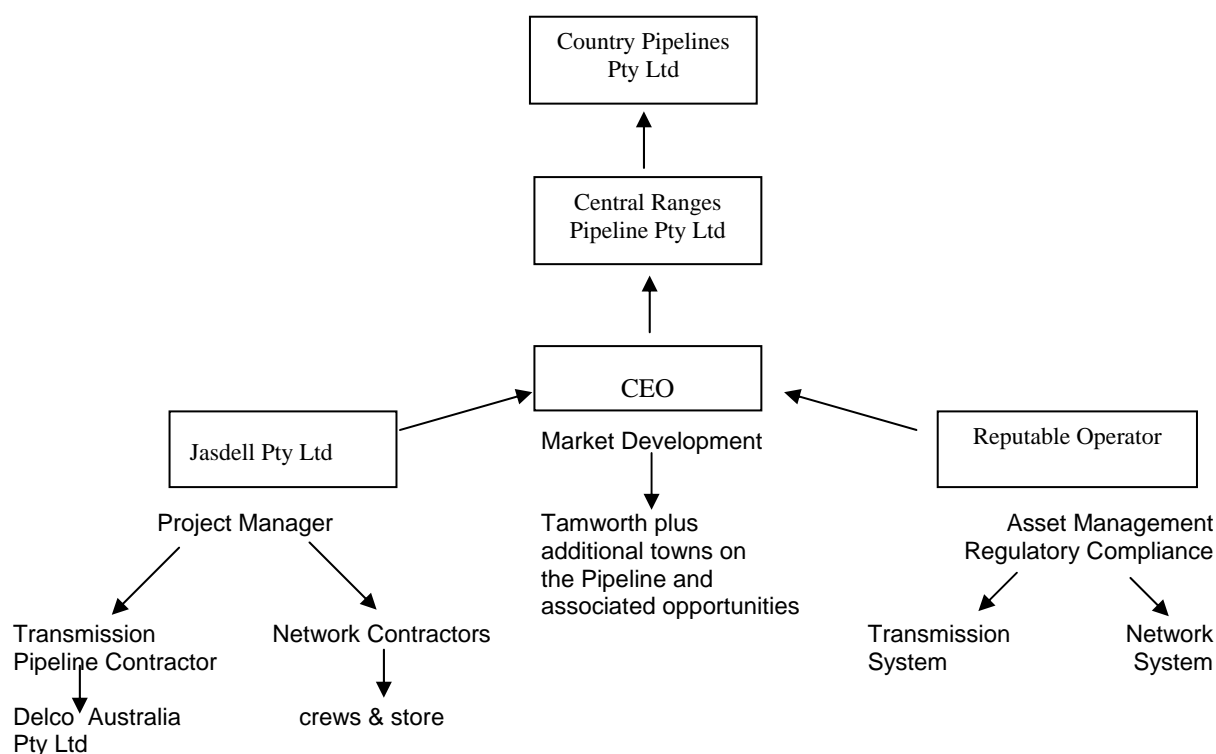 Country Pipelines
Pty Ltd
Central Ranges
Pipeline Pty Ltd
CEO
Jasdell Pty Ltd
Market Development
Reputable Operator
Project Manager
Tamworth plus
additional towns on
the Pipeline and
associated opportunities
Asset Management
Regulatory Compliance
Transmission
Pipeline Contractor
Network Contractors
Transmission
System
Network
System
Delco Australia
Pty Ltd
crews & store